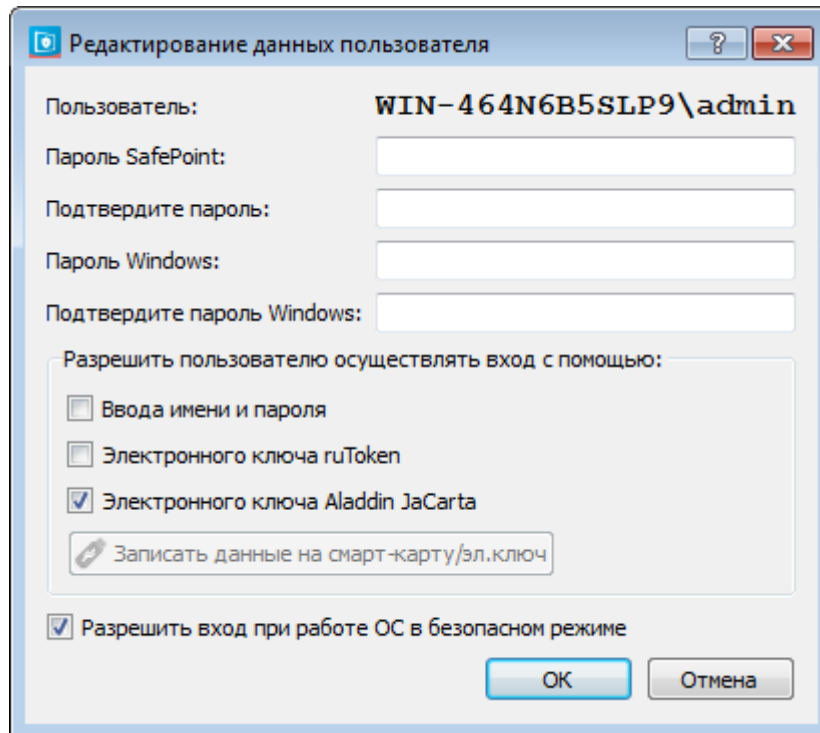 Редактирование данных пользователя
Пользователь: WIN-464N6B5SLP9\admin
Пароль SafePoint:
Подтвердите пароль:
Пароль Windows:
Подтвердите пароль Windows:
Разрешить пользователю осуществлять вход с помощью:
Ввода имени и пароля
Электронного ключа ruToken
Электронного ключа Aladdin JaCarta
Записать данные на смарт-карту/эл.ключ
Разрешить вход при работе ОС в безопасном режиме
ОК Отмена